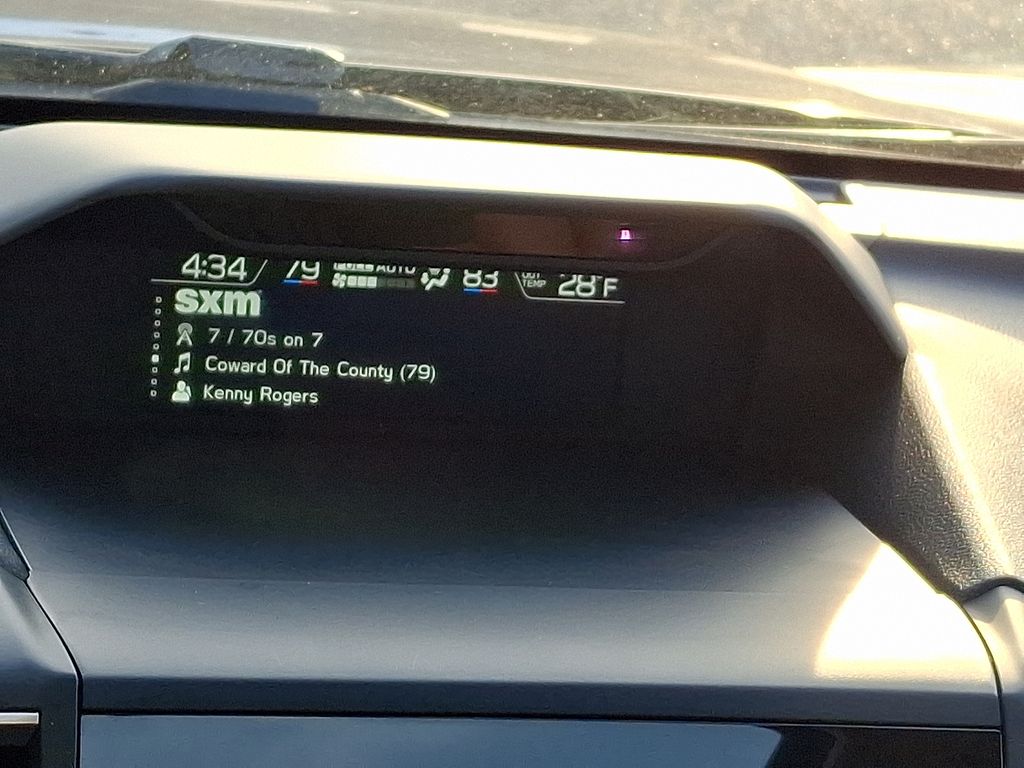 4:34 79 AUTO 83 OUT TEMP 28°F
sxm
7 / 70s on 7
Coward Of The County (79)
Kenny Rogers